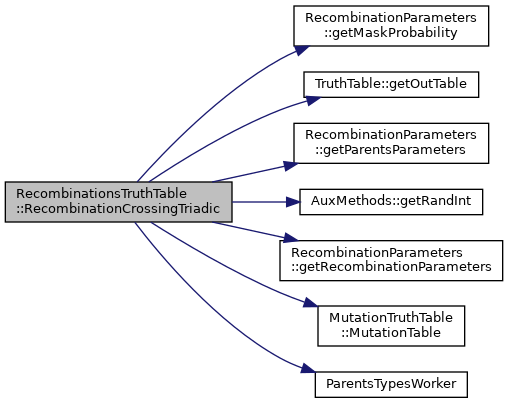 RecombinationsTruthTable
::RecombinationCrossingTriadic
RecombinationParameters
::getMaskProbability
TruthTable::getOutTable
RecombinationParameters
::getParentsParameters
AuxMethods::getRandInt
RecombinationParameters
::getRecombinationParameters
MutationTruthTable
::MutationTable
ParentsTypesWorker